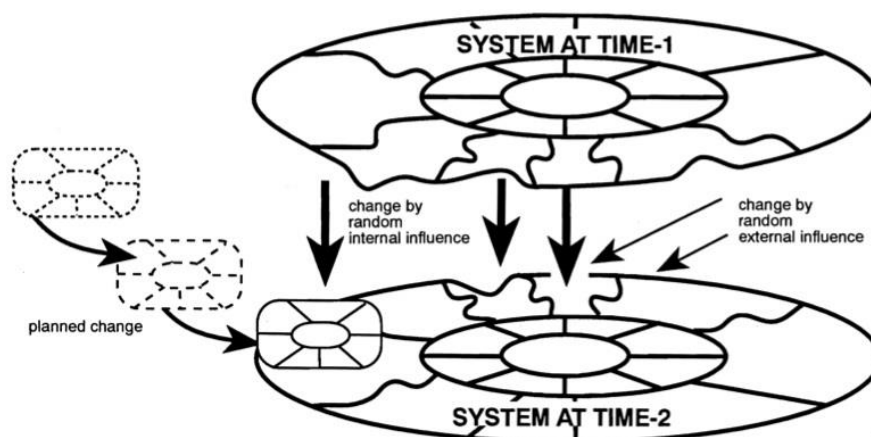 SYSTEM AT TIME-1
change by
random
internal influence
change by
random
external influence
planned change
SYSTEM AT TIME-2